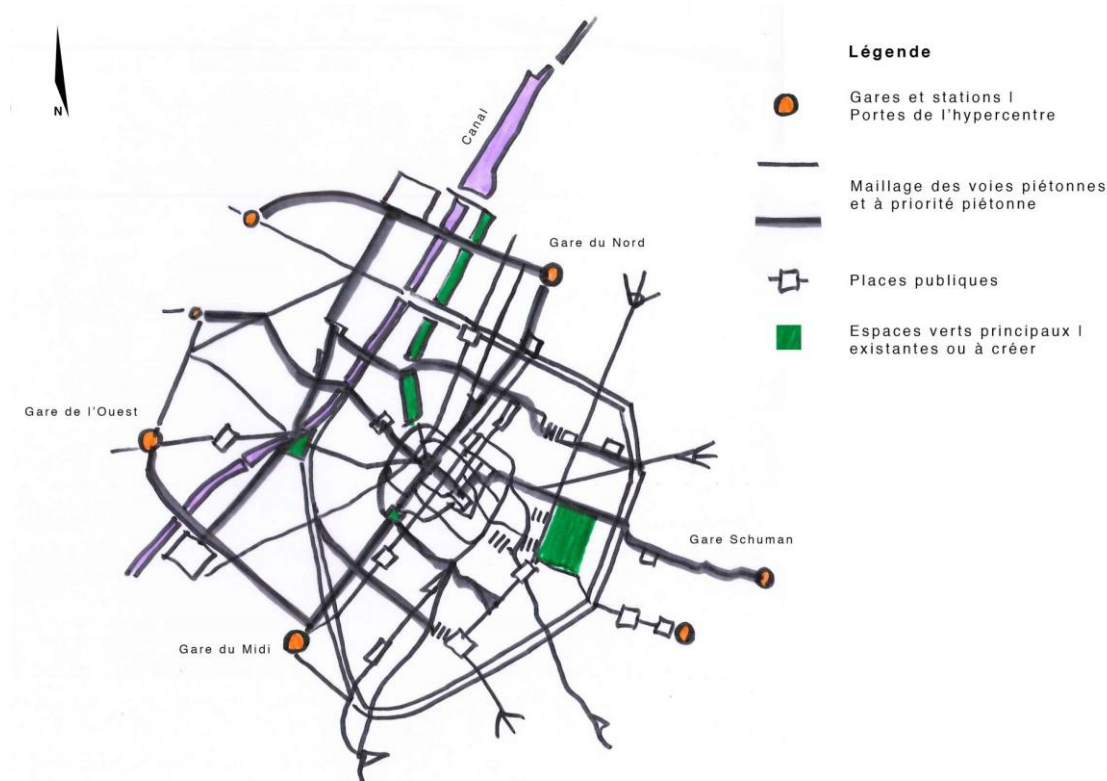 N
Canal
Gare du Nord
Gare de l'Ouest
Gare Schuman
Gare du Midi
Légende
Gares et stations I
Portes de l'hypercentre
Maillage des voies piétonnes
et à priorité piétonne
Places publiques
Espaces verts principaux I
existantes ou à créer